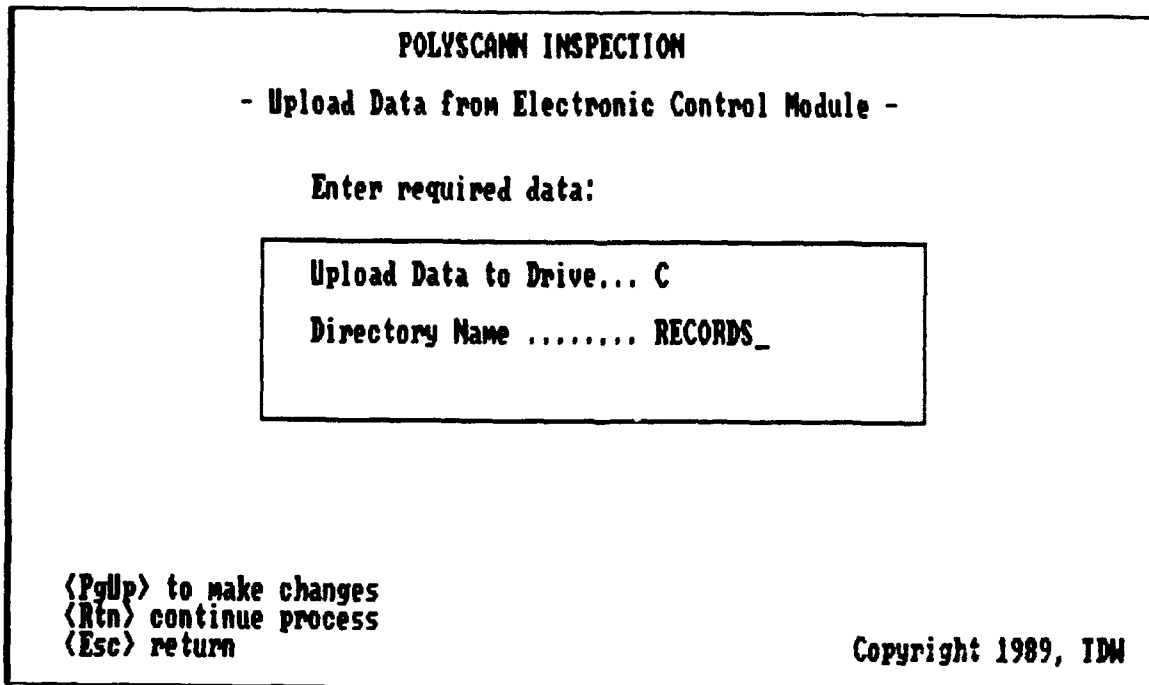 POLYSCANN INSPECTION
- Upload Data from Electronic Control Module -
Enter required data:
Upload Data to Drive... C
Directory Name ........ RECORDS_
<PgUp> to make changes
<Rtn> continue process
<Esc> return
Copyright 1989, TDW